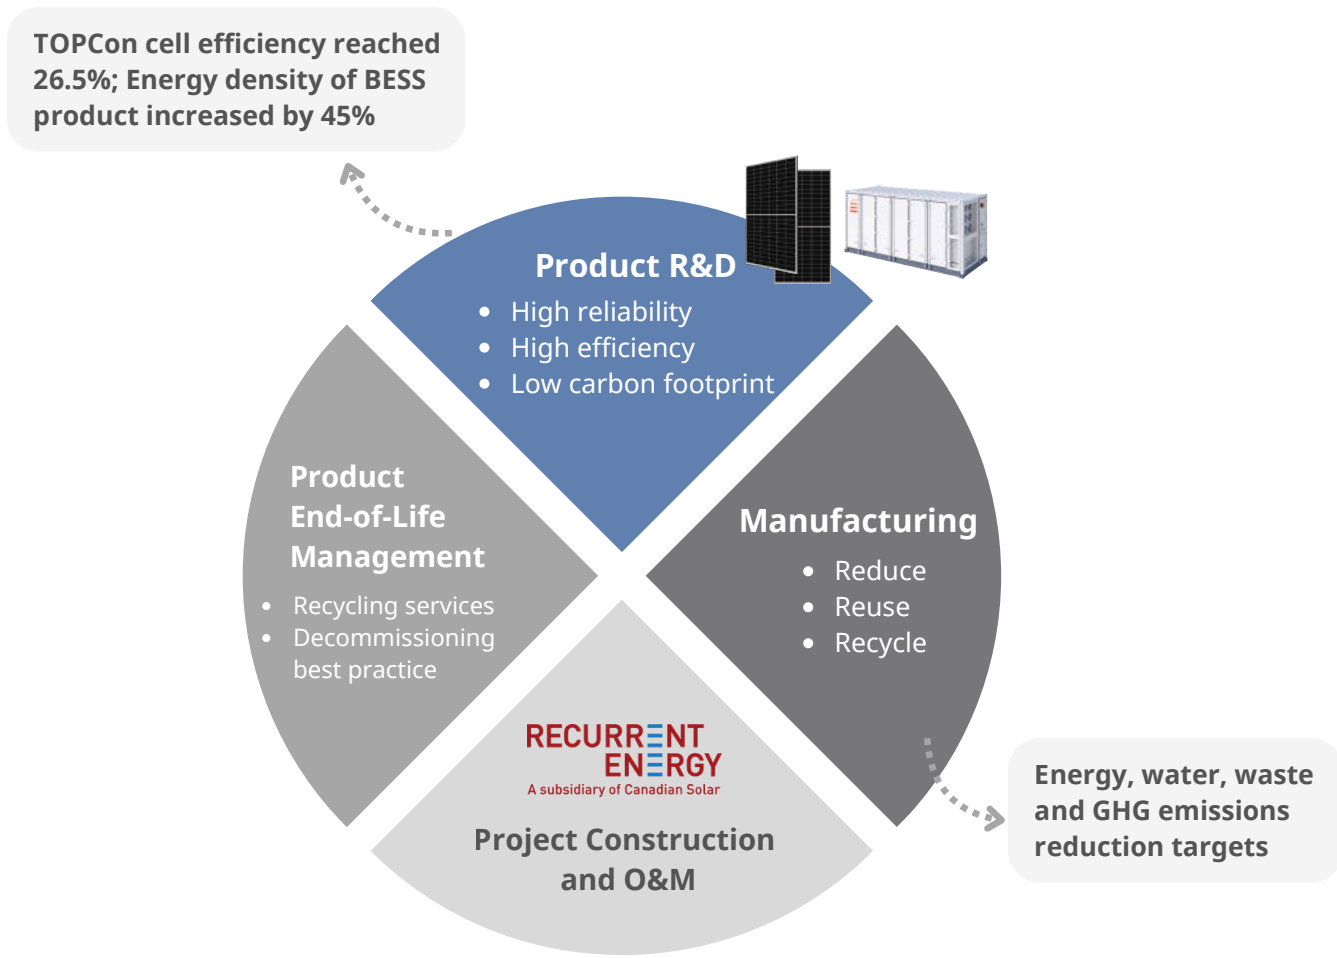 TOPCon cell efficiency reached
26.5%; Energy density of BESS
product increased by 45%
Product R&D
• High reliability
• High efficiency
• Low carbon footprint
Product
End-of-Life
Management
• Recycling services
• Decommissioning
best practice
Manufacturing
• Reduce
• Reuse
• Recycle
RECURRENT
ENERGY
A subsidiary of Canadian Solar
Project Construction
and O&M
Energy, water, waste
and GHG emissions
reduction targets